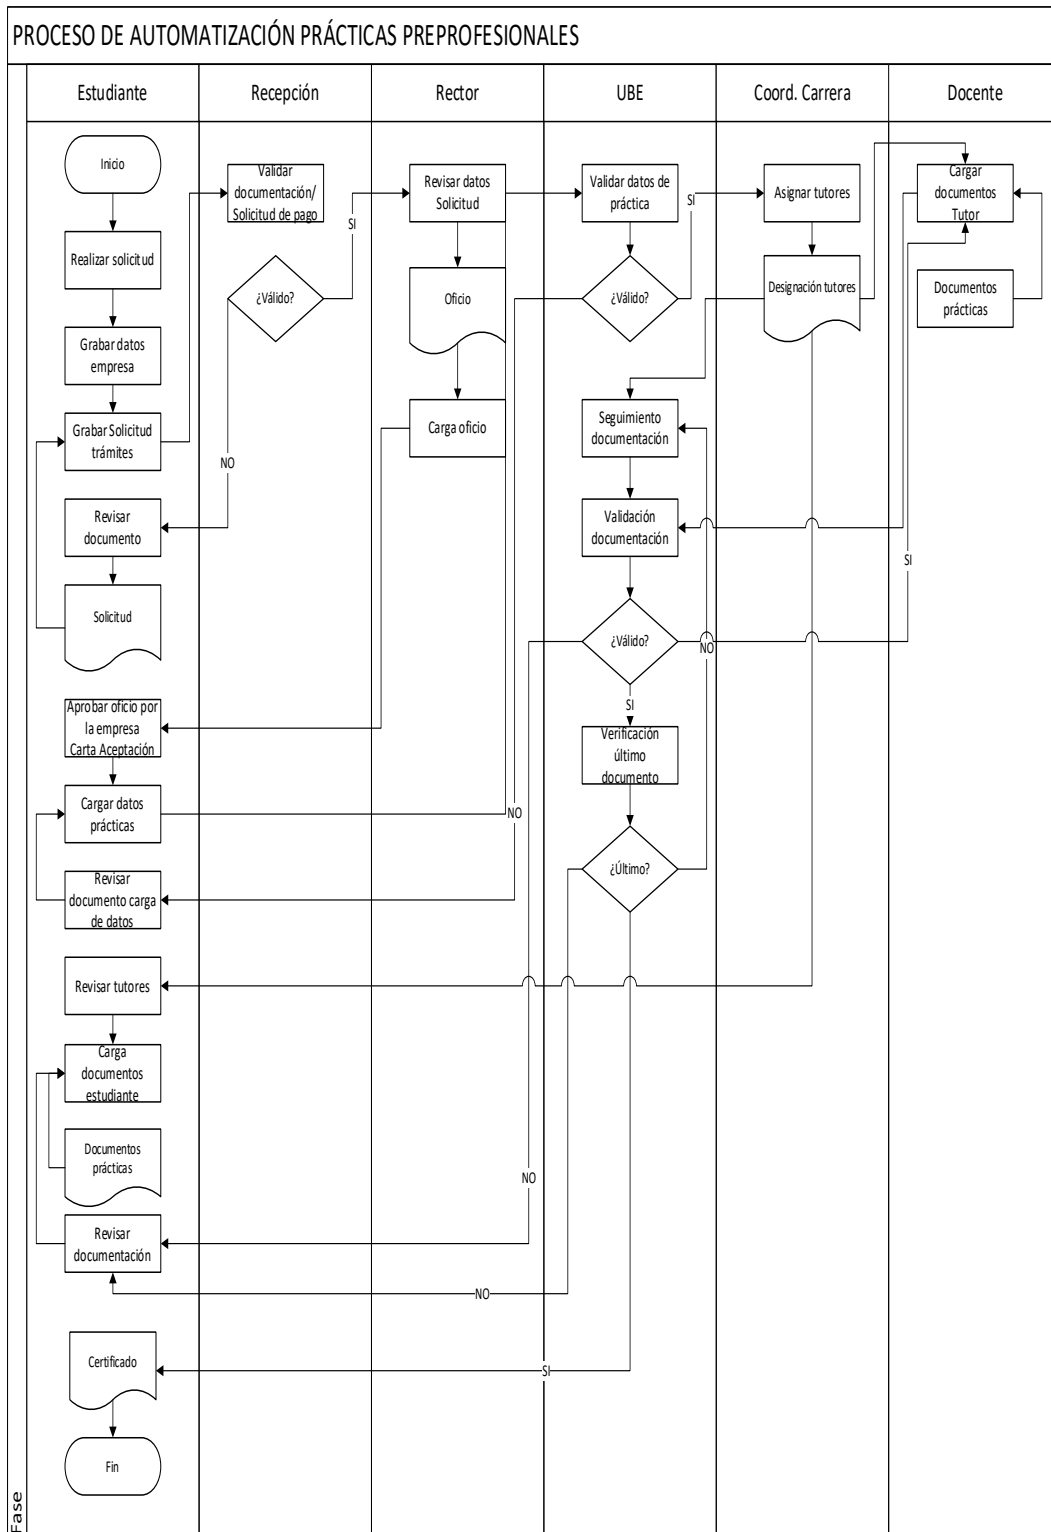 PROCESO DE AUTOMATIZACIÓN PRÁCTICAS PREPROFESIONALES
Estudiante
Recepción
Rector
UBE
Coord. Carrera
Docente
Inicio
Realizar solicitud
Grabar datos
empresa
Grabar Solicitud
trámites
Revisar
documento
Solicitud
Aprobar oficio por
la empresa
Carta Aceptación
Cargar datos
prácticas
Revisar
documento carga
de datos
Revisar tutores
Carga
documentos
estudiante
Documentos
prácticas
Revisar
documentación
Certificado
Fin
Validar
documentación/
Solicitud de pago
¿Válido?
SI
NO
Revisar datos
Solicitud
Oficio
Carga oficio
NO
NO
NO
Validar datos de
práctica
¿Válido?
SI
Seguimiento
documentación
Validación
documentación
¿Válido?
NO
SI
Verificación
último
documento
¿Último?
SI
Asignar tutores
Designación tutores
Cargar
documentos
Tutor
Documentos
prácticas
SI
Fase